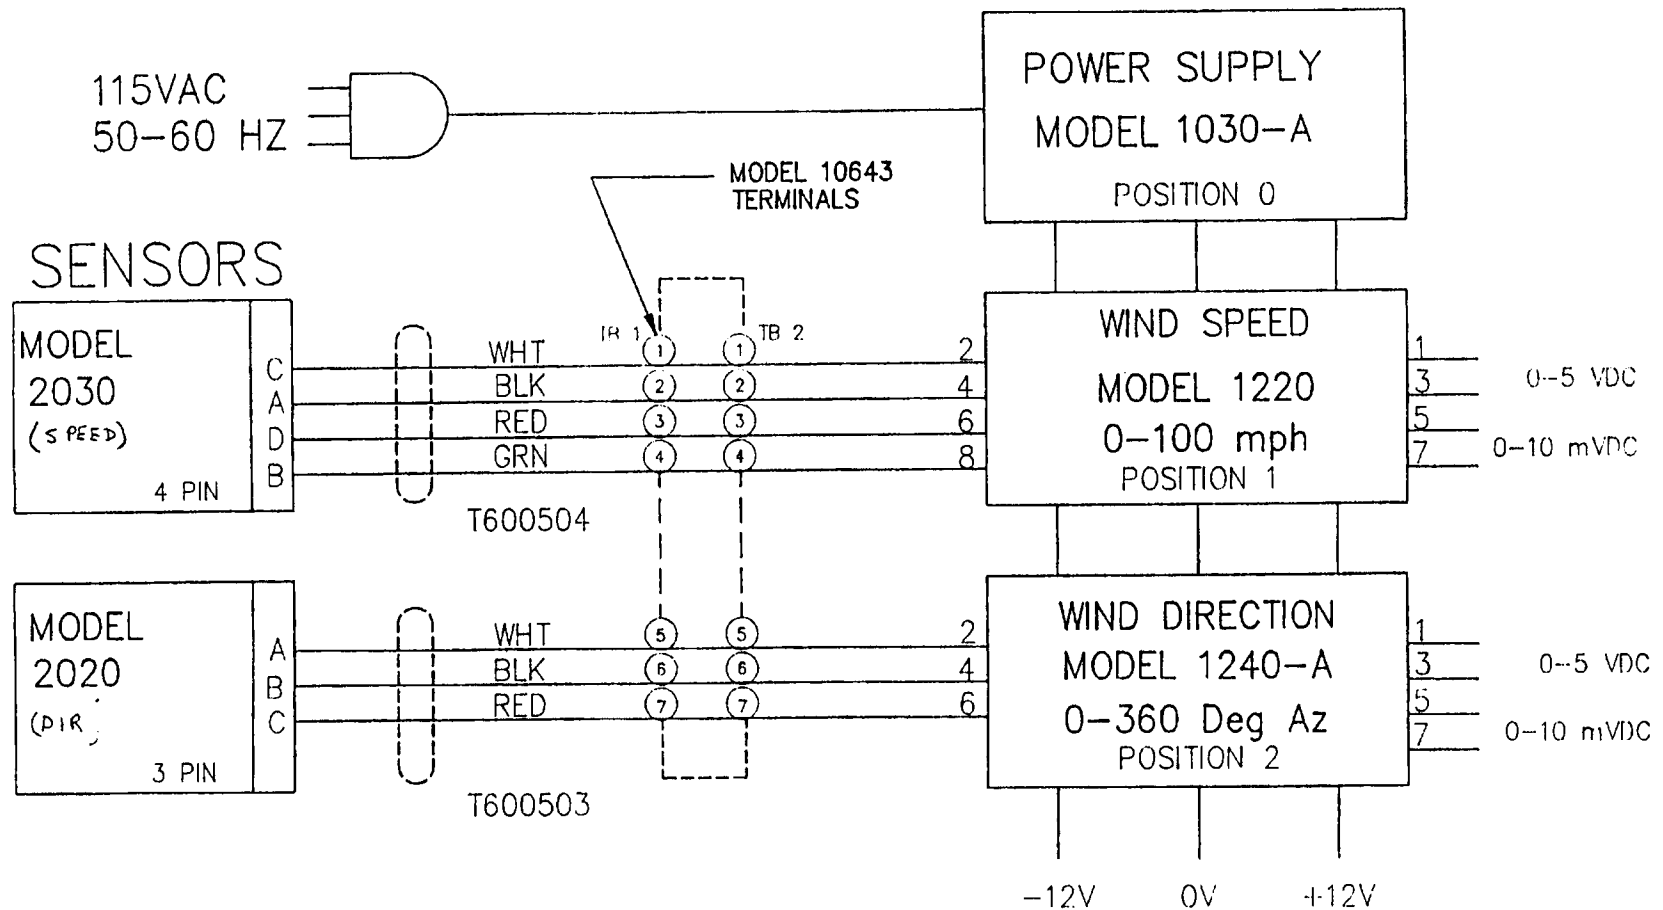 115VAC
50-60 HZ
POWER SUPPLY
MODEL 1030-A
POSITION 0
MODEL 10643
TERMINALS
SENSORS
MODEL
2030
(SPEED)
4 PIN
C
A
D
B
WHT
BLK
RED
GRN
T600504
TB 1
TB 2
1 1
2 2
3 3
4 4
2
4
6
8
WIND SPEED
MODEL 1220
0-100 mph
POSITION 1
1
3
5
7
0-5 VDC
0-10 mVDC
MODEL
2020
(DIR)
3 PIN
A
B
C
WHT
BLK
RED
T600503
5 5
6 6
7 7
2
4
6
WIND DIRECTION
MODEL 1240-A
0-360 Deg Az
POSITION 2
1
3
5
7
0-5 VDC
0-10 mVDC
-12V 0V +12V